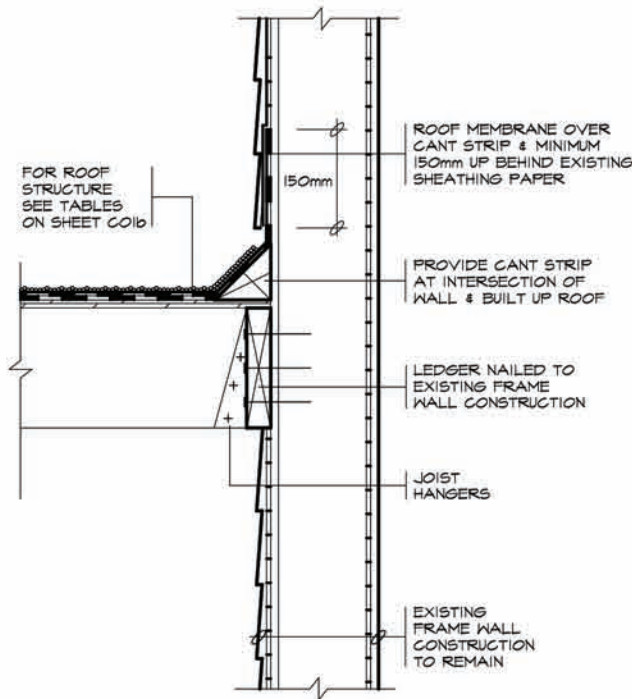 ROOF MEMBRANE OVER
CANT STRIP & MINIMUM
150mm UP BEHIND EXISTING
SHEATHING PAPER
150mm
FOR ROOF
STRUCTURE
SEE TABLES
ON SHEET C01b
PROVIDE CANT STRIP
AT INTERSECTION OF
WALL & BUILT UP ROOF
LEDGER NAILED TO
EXISTING FRAME
WALL CONSTRUCTION
JOIST
HANGERS
EXISTING
FRAME WALL
CONSTRUCTION
TO REMAIN